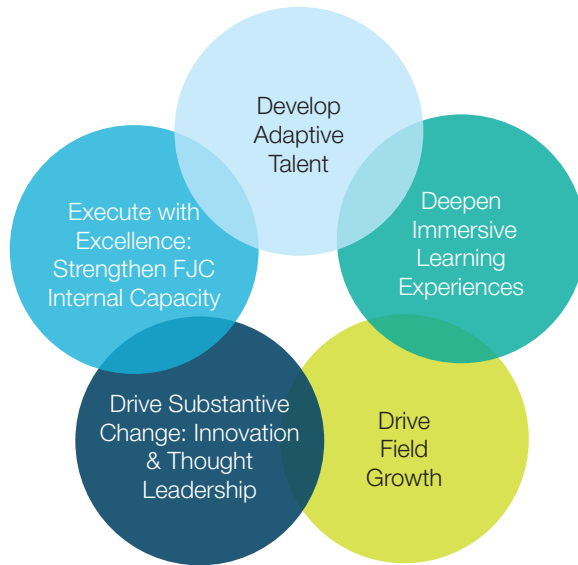 Develop
Adaptive
Talent
Execute with
Excellence:
Strengthen FJC
Internal Capacity
Deepen
Immersive
Learning
Experiences
Drive Substantive
Change: Innovation
& Thought
Leadership
Drive
Field
Growth